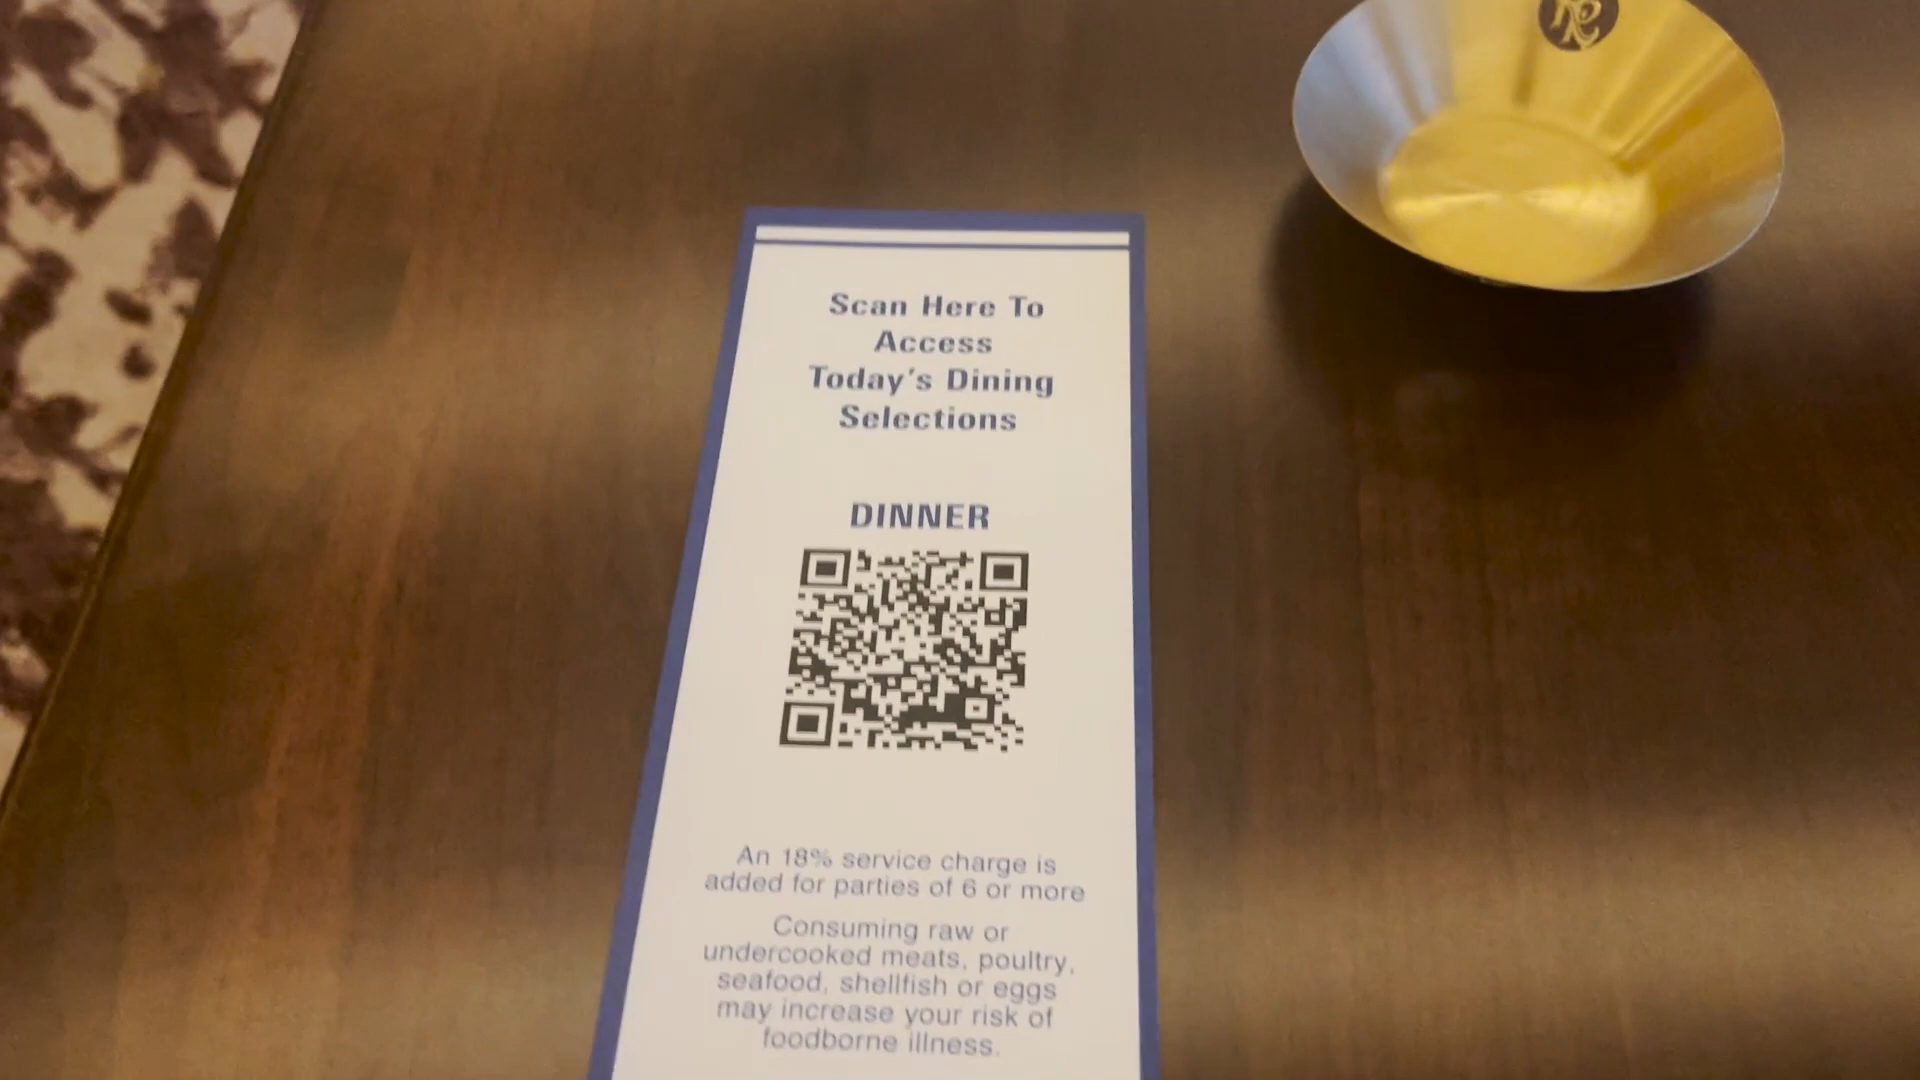 Scan Here To
Access
Today's Dining
Selections
DINNER
An 18% service charge is
added for parties of 6 or more
Consuming raw or
undercooked meats, poultry,
seafood, shellfish or eggs
may increase your risk of
foodborne illness.